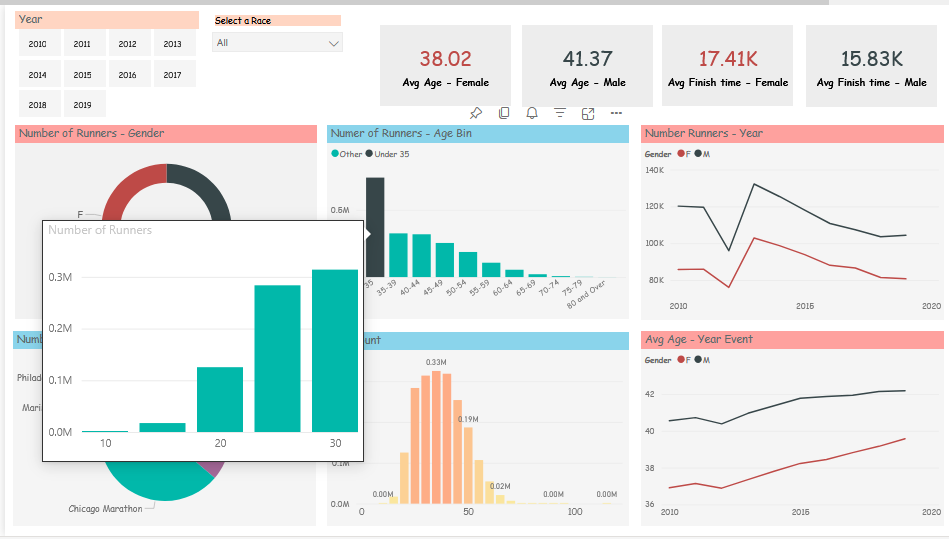 Year
2010 2011 2012 2013
2014 2015 2016 2017
2018 2019
Select a Race
All
38.02
Avg Age - Female
41.37
Avg Age - Male
17.41K
Avg Finish time - Female
15.83K
Avg Finish time - Male
Number of Runners - Gender
F
Numer of Runners - Age Bin
Other Under 35
0.5M
35 35-39 40-44 45-49 50-54 55-59 60-64 65-69 70-74 75-79 80 and Over
Number Runners - Year
Gender F M
140K
120K
100K
80K
2010 2015 2020
Number of Runners
0.3M
0.2M
0.1M
0.0M
10 20 30
Numb
Philad
Mari
Chicago Marathon
ount
0.33M
0.19M
0.02M
0.00M 0.00M 0.00M
0.1M
0.0M
0 50 100
Avg Age - Year Event
Gender F M
42
40
38
36
2010 2015 2020